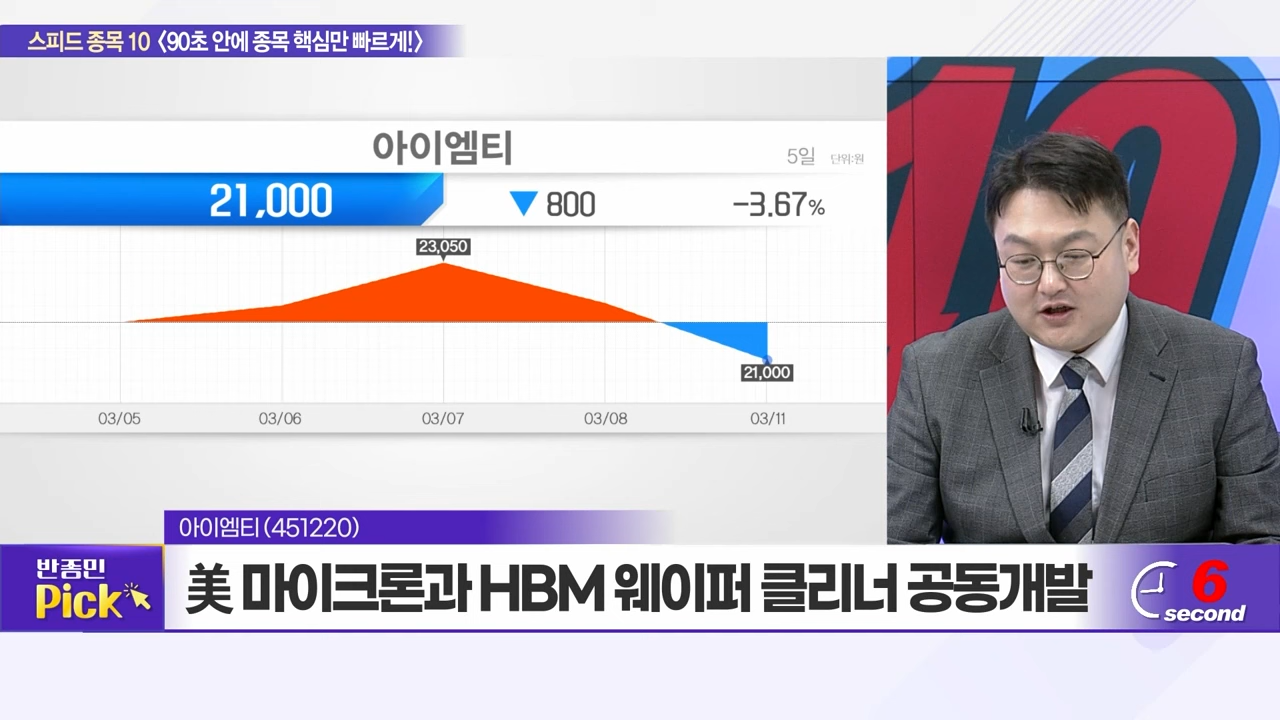 스피드 종목 10 〈90초 안에 종목 핵심만 빠르게!〉
아이엠티
5일 단위:원
21,000 ▼ 800 -3.67%
23,050
21,000
03/05 03/06 03/07 03/08 03/11
아이엠티(451220)
반종민
Pick
美 마이크론과 HBM 웨이퍼 클리너 공동개발
6
second
10